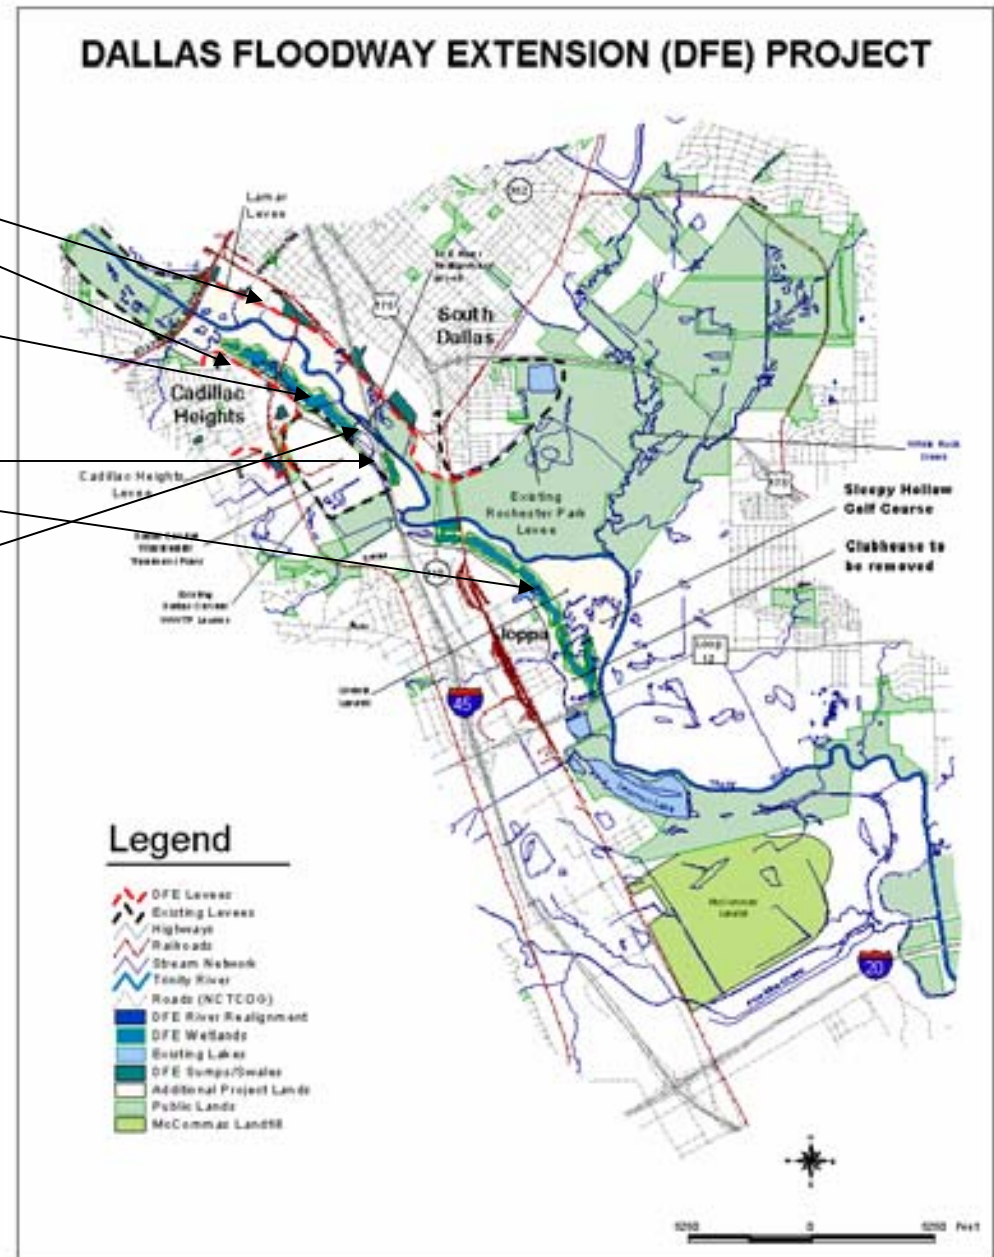 DALLAS FLOODWAY EXTENSION (DFE) PROJECT
Lamar
Levee
South
Dallas
Cadillac
Heights
Cadillac Heights
Levee
Existing
Rochester Park
Levee
Sleepy Hollow
Golf Course
Clubhouse to
be removed
Joppa
Loop
12
45
20
Legend
DFE Levees
Existing Levees
Highways
Railroads
Stream Network
Trinity River
Roads (NCTCOG)
DFE River Realignment
DFE Wetlands
Existing Lakes
DFE Sumps/Swales
Additional Project Lands
Public Lands
McCommas Landfill
5250 0 5250 Feet